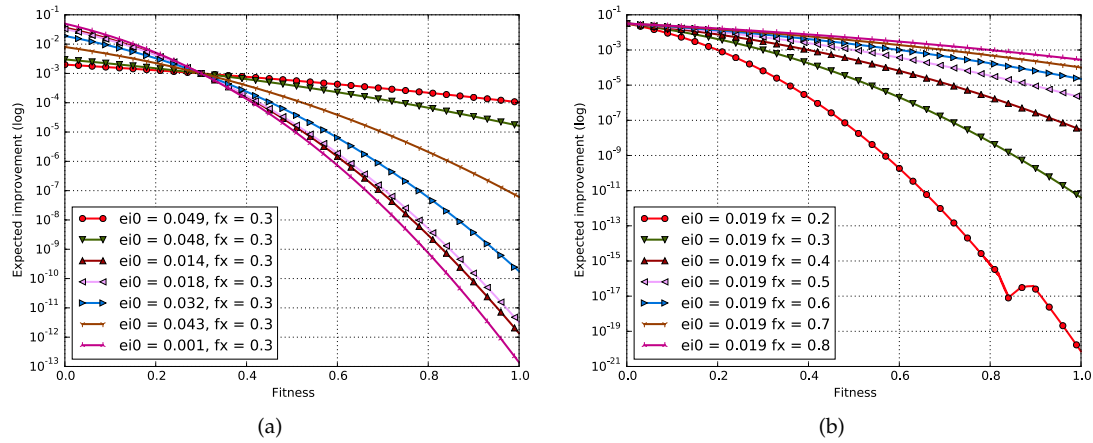 Expected improvement (log)
10^-1
10^-2
10^-3
10^-4
10^-5
10^-6
10^-7
10^-8
10^-9
10^-10
10^-11
10^-12
10^-13
ei0 = 0.049, fx = 0.3
ei0 = 0.048, fx = 0.3
ei0 = 0.014, fx = 0.3
ei0 = 0.018, fx = 0.3
ei0 = 0.032, fx = 0.3
ei0 = 0.043, fx = 0.3
ei0 = 0.001, fx = 0.3
0.0 0.2 0.4 0.6 0.8 1.0
Fitness
(a)
Expected improvement (log)
10^-1
10^-3
10^-5
10^-7
10^-9
10^-11
10^-13
10^-15
10^-17
10^-19
10^-21
ei0 = 0.019 fx = 0.2
ei0 = 0.019 fx = 0.3
ei0 = 0.019 fx = 0.4
ei0 = 0.019 fx = 0.5
ei0 = 0.019 fx = 0.6
ei0 = 0.019 fx = 0.7
ei0 = 0.019 fx = 0.8
0.0 0.2 0.4 0.6 0.8 1.0
Fitness
(b)